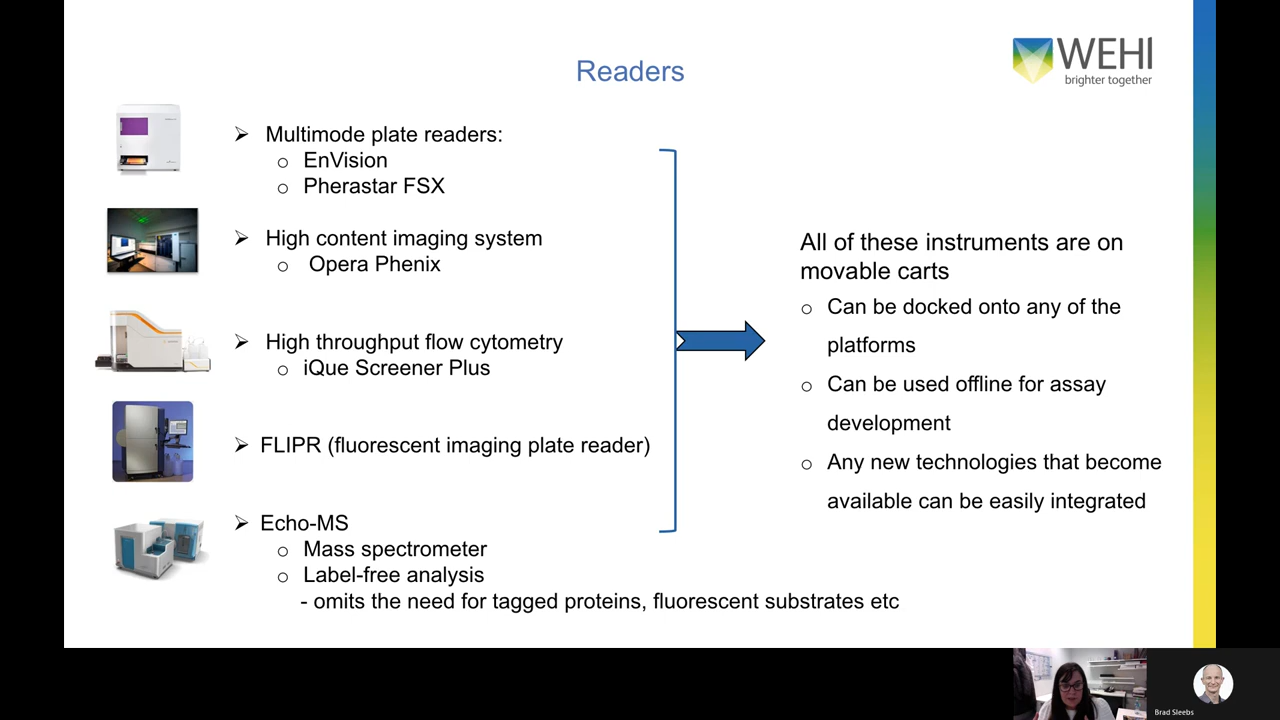 Readers
WEHI
brighter together
➢ Multimode plate readers:
o EnVision
o Pherastar FSX
➢ High content imaging system
o Opera Phenix
➢ High throughput flow cytometry
o iQue Screener Plus
➢ FLIPR (fluorescent imaging plate reader)
➢ Echo-MS
o Mass spectrometer
o Label-free analysis
- omits the need for tagged proteins, fluorescent substrates etc
All of these instruments are on
movable carts
o Can be docked onto any of the
platforms
o Can be used offline for assay
development
o Any new technologies that become
available can be easily integrated
Brad Sleebs